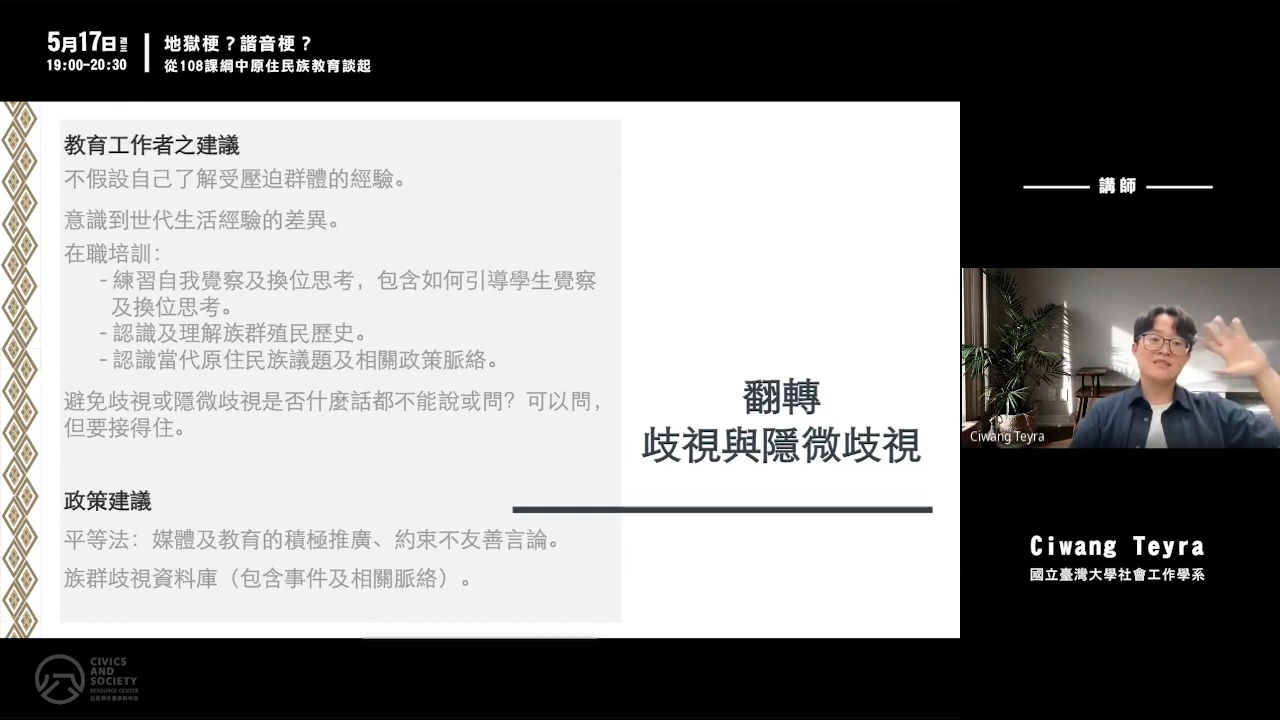 5月17日 週三
19:00-20:30
地獄梗？諧音梗？
從108課綱中原住民族教育談起
教育工作者之建議
不假設自己了解受壓迫群體的經驗。
意識到世代生活經驗的差異。
在職培訓：
- 練習自我覺察及換位思考，包含如何引導學生覺察
及換位思考。
- 認識及理解族群殖民歷史。
- 認識當代原住民族議題及相關政策脈絡。
避免歧視或隱微歧視是否什麼話都不能說或問？可以問，
但要接得住。
政策建議
平等法：媒體及教育的積極推廣、約束不友善言論。
族群歧視資料庫（包含事件及相關脈絡）。
翻轉
歧視與隱微歧視
講師
Ciwang Teyra
Ciwang Teyra
國立臺灣大學社會工作學系
CIVICS
AND
SOCIETY
RESOURCE CENTER
公民與社會學科中心